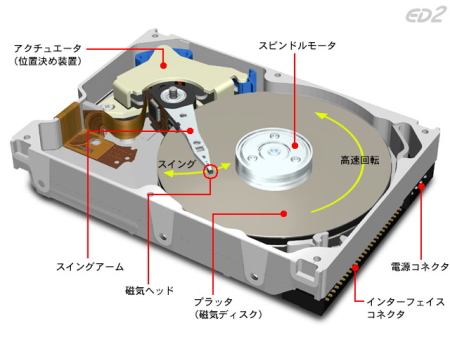 ED2
アクチュエータ
(位置決め装置)
スピンドルモータ
スイング
高速回転
スイングアーム
磁気ヘッド
プラッタ
(磁気ディスク)
電源コネクタ
インターフェイス
コネクタ